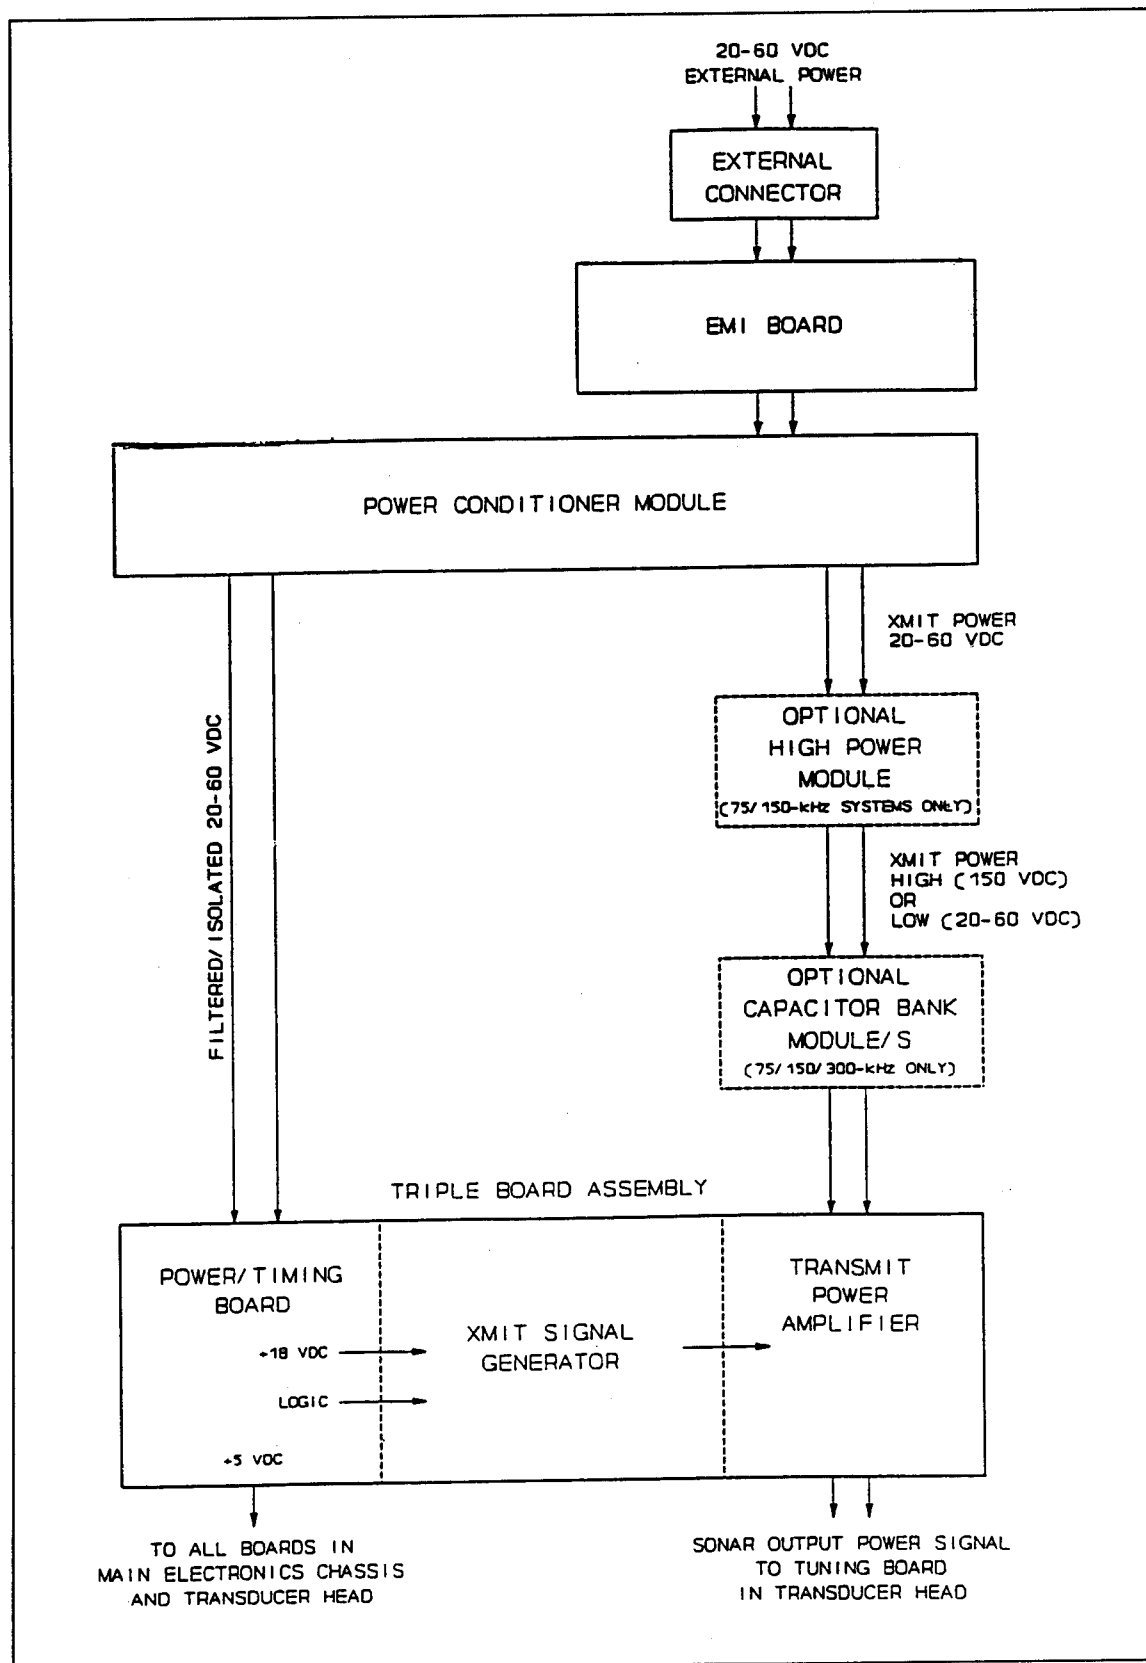 20-60 VDC
EXTERNAL POWER
EXTERNAL
CONNECTOR
EMI BOARD
POWER CONDITIONER MODULE
XMIT POWER
20-60 VDC
FILTERED/ISOLATED 20-60 VDC
OPTIONAL
HIGH POWER
MODULE
(75/150-kHz SYSTEMS ONLY)
XMIT POWER
HIGH (150 VDC)
OR
LOW (20-60 VDC)
OPTIONAL
CAPACITOR BANK
MODULE/S
(75/150/300-kHz ONLY)
TRIPLE BOARD ASSEMBLY
POWER/TIMING
BOARD
+18 VDC
LOGIC
+5 VDC
XMIT SIGNAL
GENERATOR
TRANSMIT
POWER
AMPLIFIER
TO ALL BOARDS IN
MAIN ELECTRONICS CHASSIS
AND TRANSDUCER HEAD
SONAR OUTPUT POWER SIGNAL
TO TUNING BOARD
IN TRANSDUCER HEAD